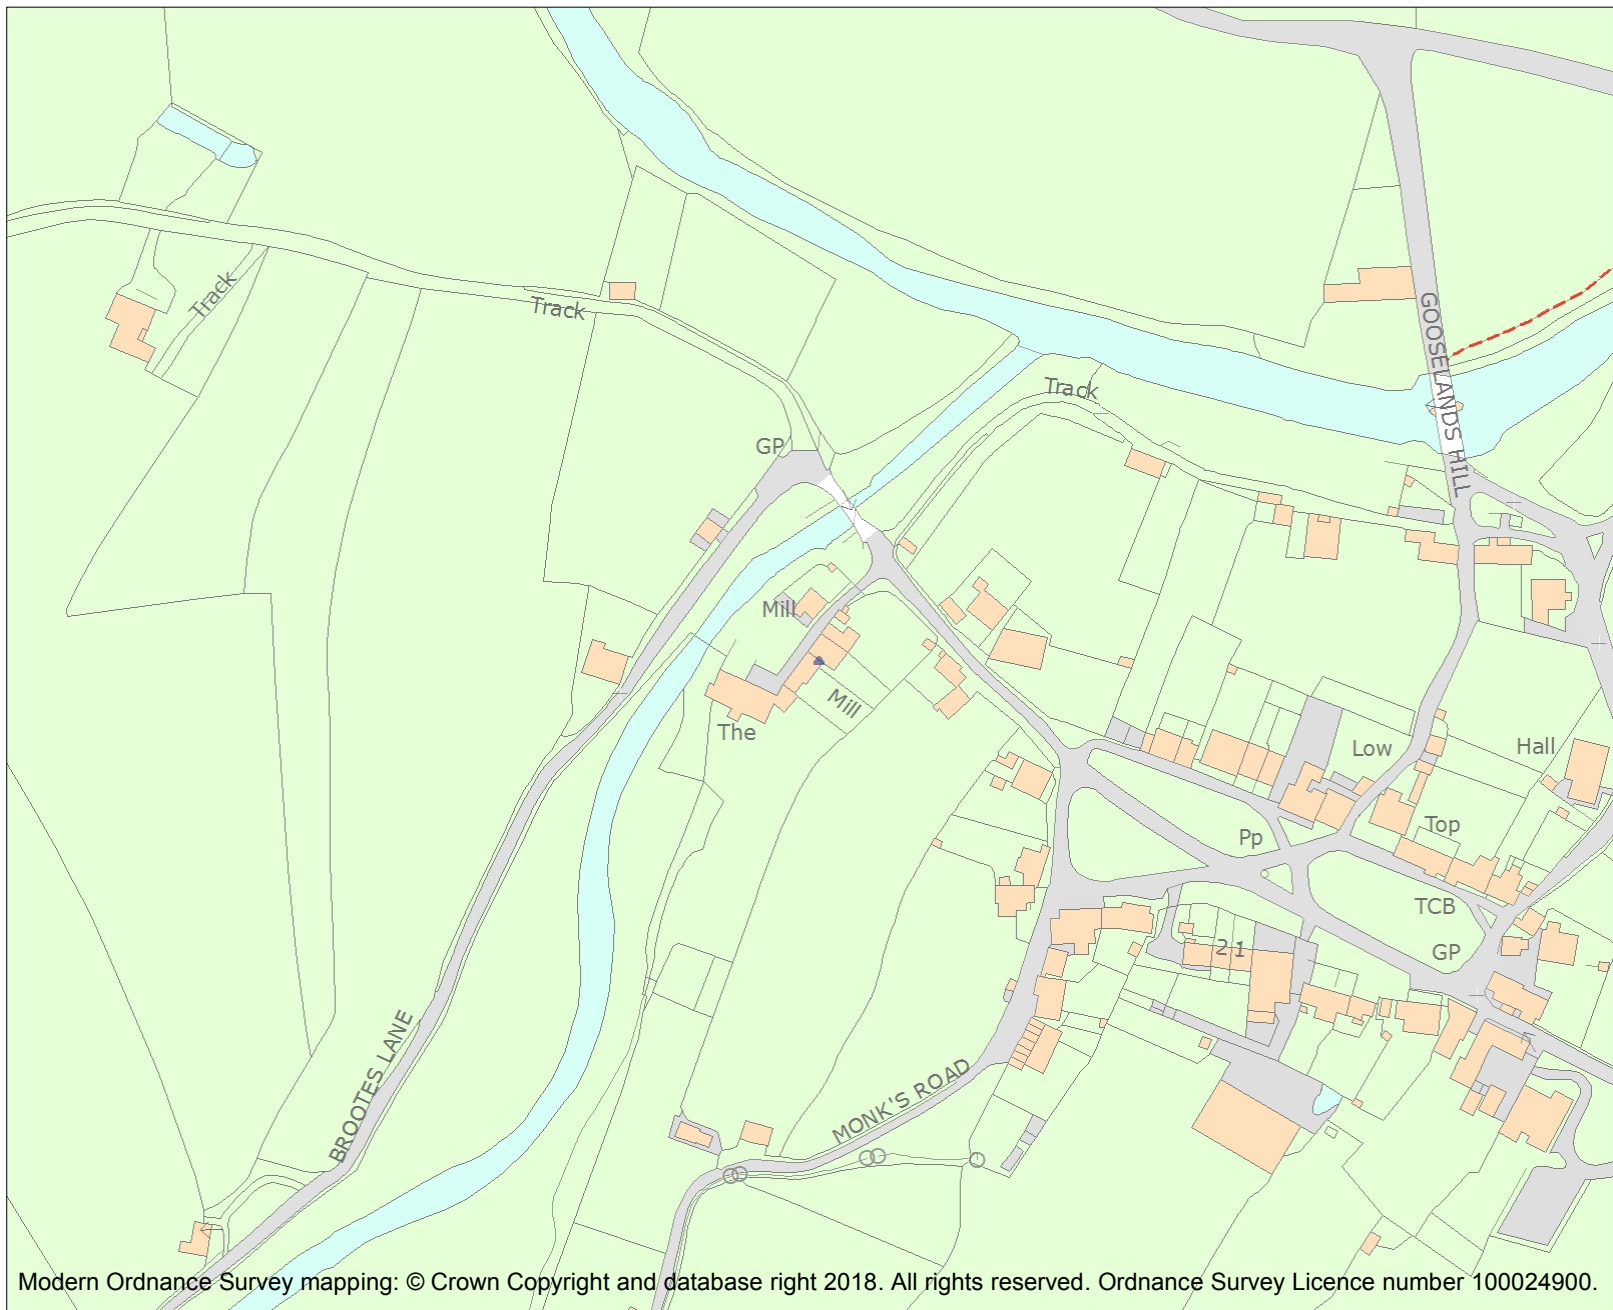 Track
Track
GOOSELANDS HILL
Track
GP
Mill
Mill
The
Low
Hall
Pp
Top
TCB
2 1
GP
BROOTES LANE
MONK'S ROAD
Modern Ordnance Survey mapping: © Crown Copyright and database right 2018. All rights reserved. Ordnance Survey Licence number 100024900.